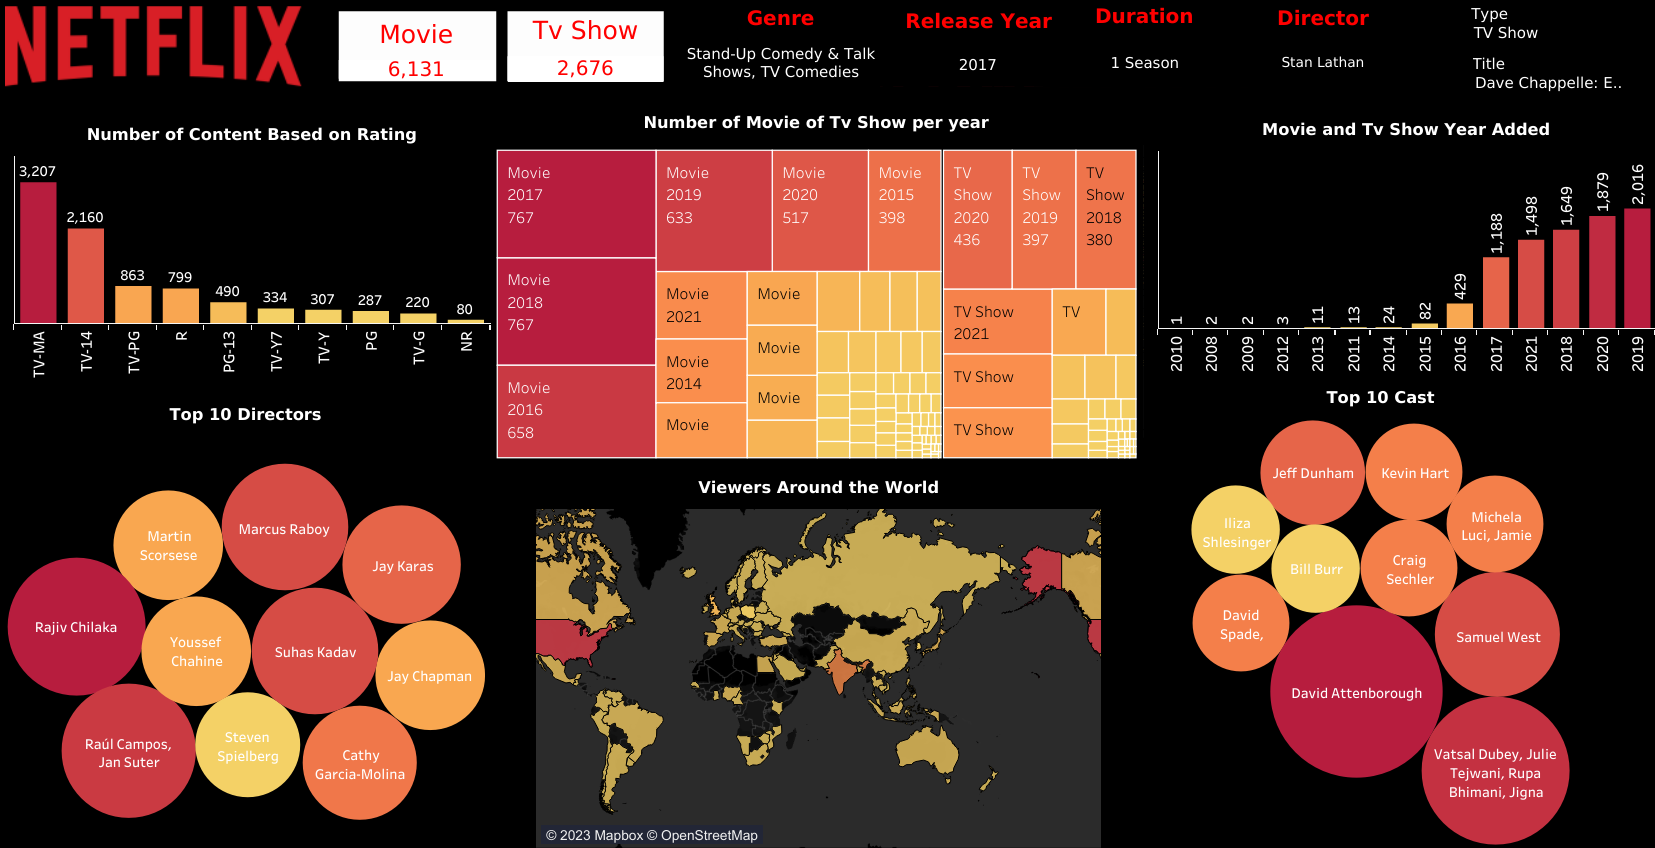 NETFLIX
Movie
6,131
Tv Show
2,676
Genre
Stand-Up Comedy & Talk
Shows, TV Comedies
Release Year
2017
Duration
1 Season
Director
Stan Lathan
Type
TV Show
Title
Dave Chappelle: E..
Number of Content Based on Rating
3,207
2,160
863
799
490
334
307
287
220
80
TV-MA
TV-14
TV-PG
R
PG-13
TV-Y7
TV-Y
PG
TV-G
NR
Number of Movie of Tv Show per year
Movie
2017
767
Movie
2018
767
Movie
2016
658
Movie
2019
633
Movie
2020
517
Movie
2015
398
Movie
2021
Movie
2014
Movie
Movie
Movie
Movie
TV
Show
2020
436
TV
Show
2019
397
TV
Show
2018
380
TV Show
2021
TV Show
TV Show
TV
Movie and Tv Show Year Added
1
2
2
3
11
13
24
82
429
1,188
1,498
1,649
1,879
2,016
2010
2008
2009
2012
2013
2011
2014
2015
2016
2017
2021
2018
2020
2019
Top 10 Directors
Martin
Scorsese
Marcus Raboy
Jay Karas
Rajiv Chilaka
Youssef
Chahine
Suhas Kadav
Jay Chapman
Raúl Campos,
Jan Suter
Steven
Spielberg
Cathy
Garcia-Molina
Viewers Around the World
© 2023 Mapbox © OpenStreetMap
Top 10 Cast
Jeff Dunham
Kevin Hart
Iliza
Shlesinger
Michela
Luci, Jamie
Bill Burr
Craig
Sechler
David
Spade,
Samuel West
David Attenborough
Vatsal Dubey, Julie
Tejwani, Rupa
Bhimani, Jigna